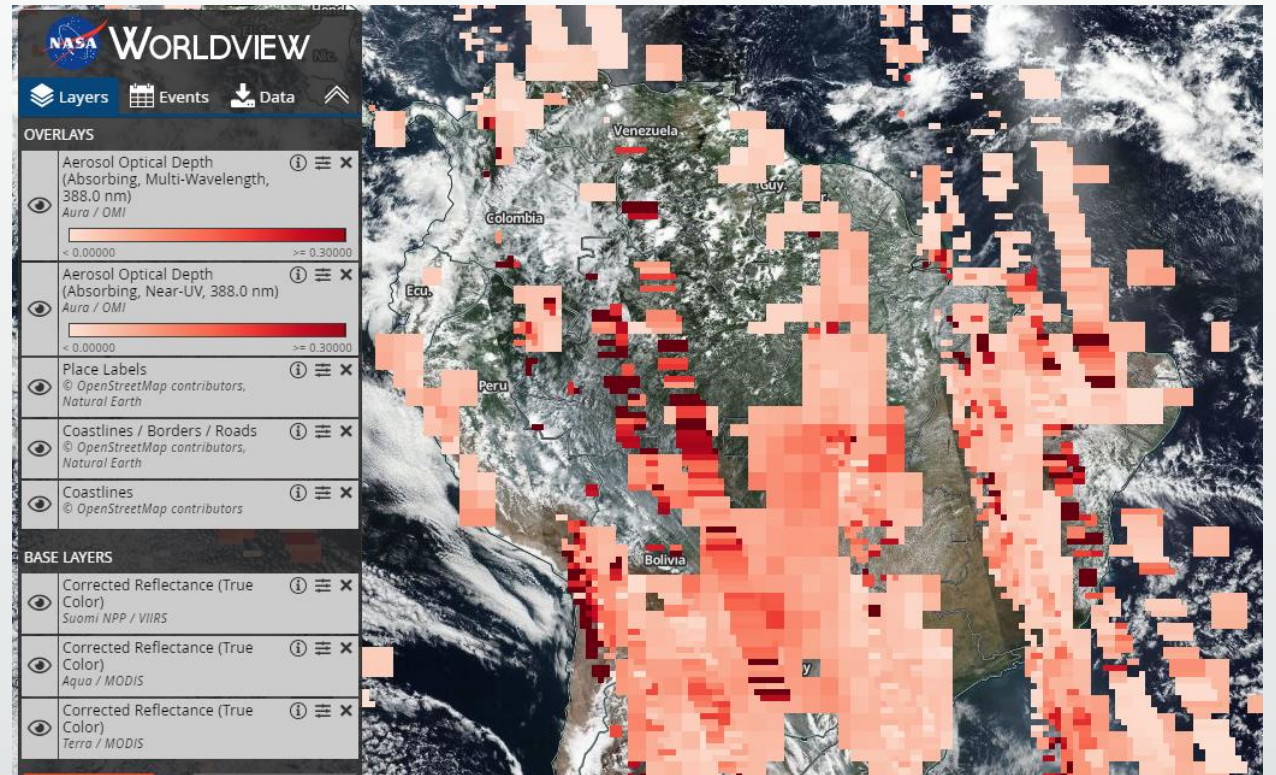 NASA WORLDVIEW
Layers Events Data
OVERLAYS
Aerosol Optical Depth
(Absorbing, Multi-Wavelength,
388.0 nm)
Aura / OMI
< 0.00000 >= 0.30000
Aerosol Optical Depth
(Absorbing, Near-UV, 388.0 nm)
Aura / OMI
< 0.00000 >= 0.30000
Place Labels
© OpenStreetMap contributors,
Natural Earth
Coastlines / Borders / Roads
© OpenStreetMap contributors,
Natural Earth
Coastlines
© OpenStreetMap contributors
BASE LAYERS
Corrected Reflectance (True
Color)
Suomi NPP / VIIRS
Corrected Reflectance (True
Color)
Aqua / MODIS
Corrected Reflectance (True
Color)
Terra / MODIS
Nic.
Venezuela
Guy.
Colombia
Ecu.
Peru
Bolivia
y